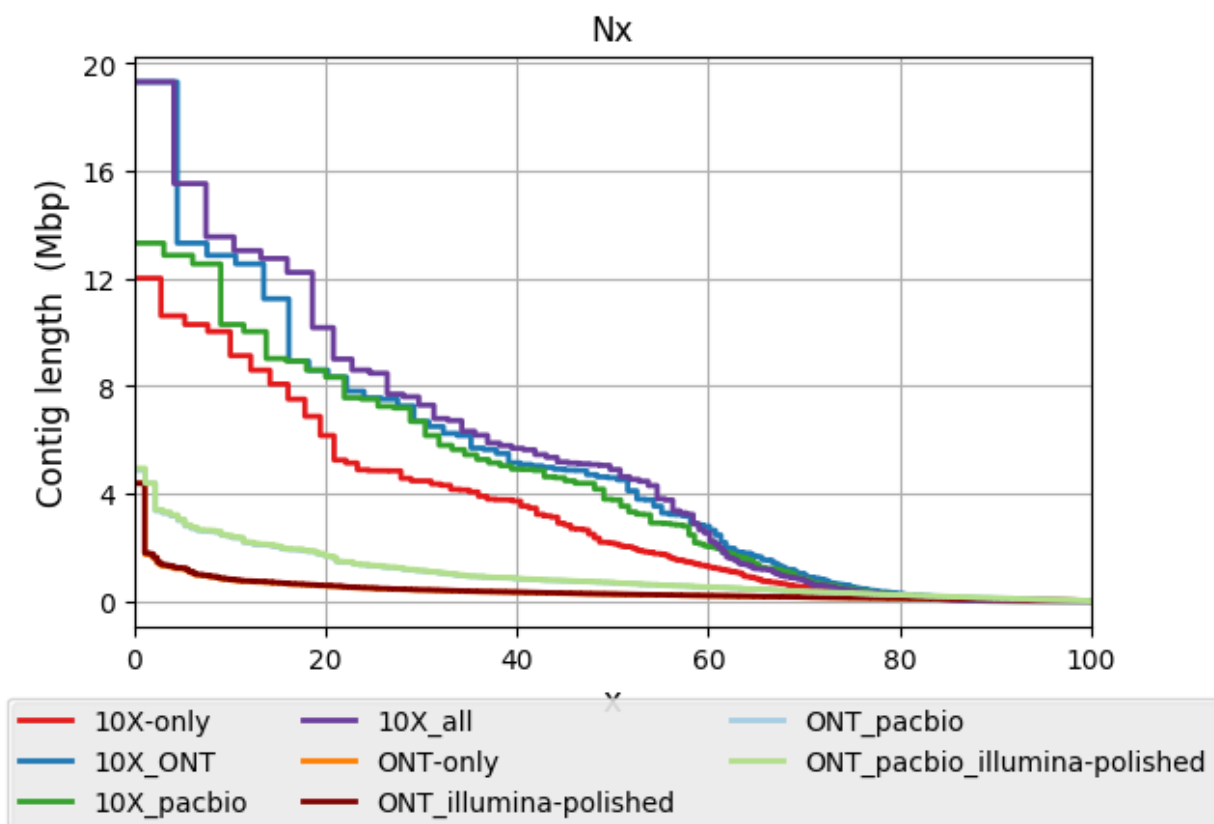 Nx
Contig length (Mbp)
20
16
12
8
4
0
0 20 40 60 80 100
x
10X-only 10X_all ONT_pacbio
10X_ONT ONT-only ONT_pacbio_illumina-polished
10X_pacbio ONT_illumina-polished